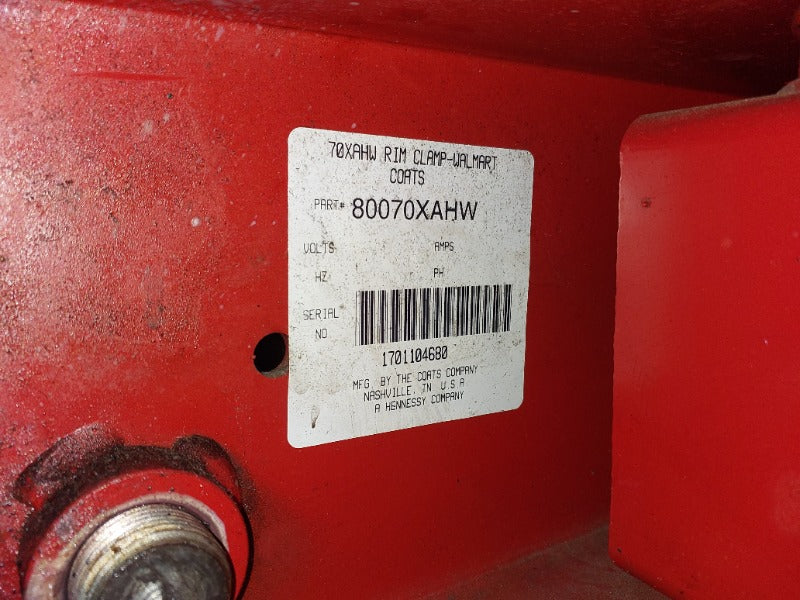 70XAHW RIM CLAMP-WALMART
COATS
PART# 80070XAHW
VOLTS AMPS
HZ PH
SERIAL
NO 1701104680
MFG. BY THE COATS COMPANY
NASHVILLE, TN U.S.A
A HENNESSY COMPANY